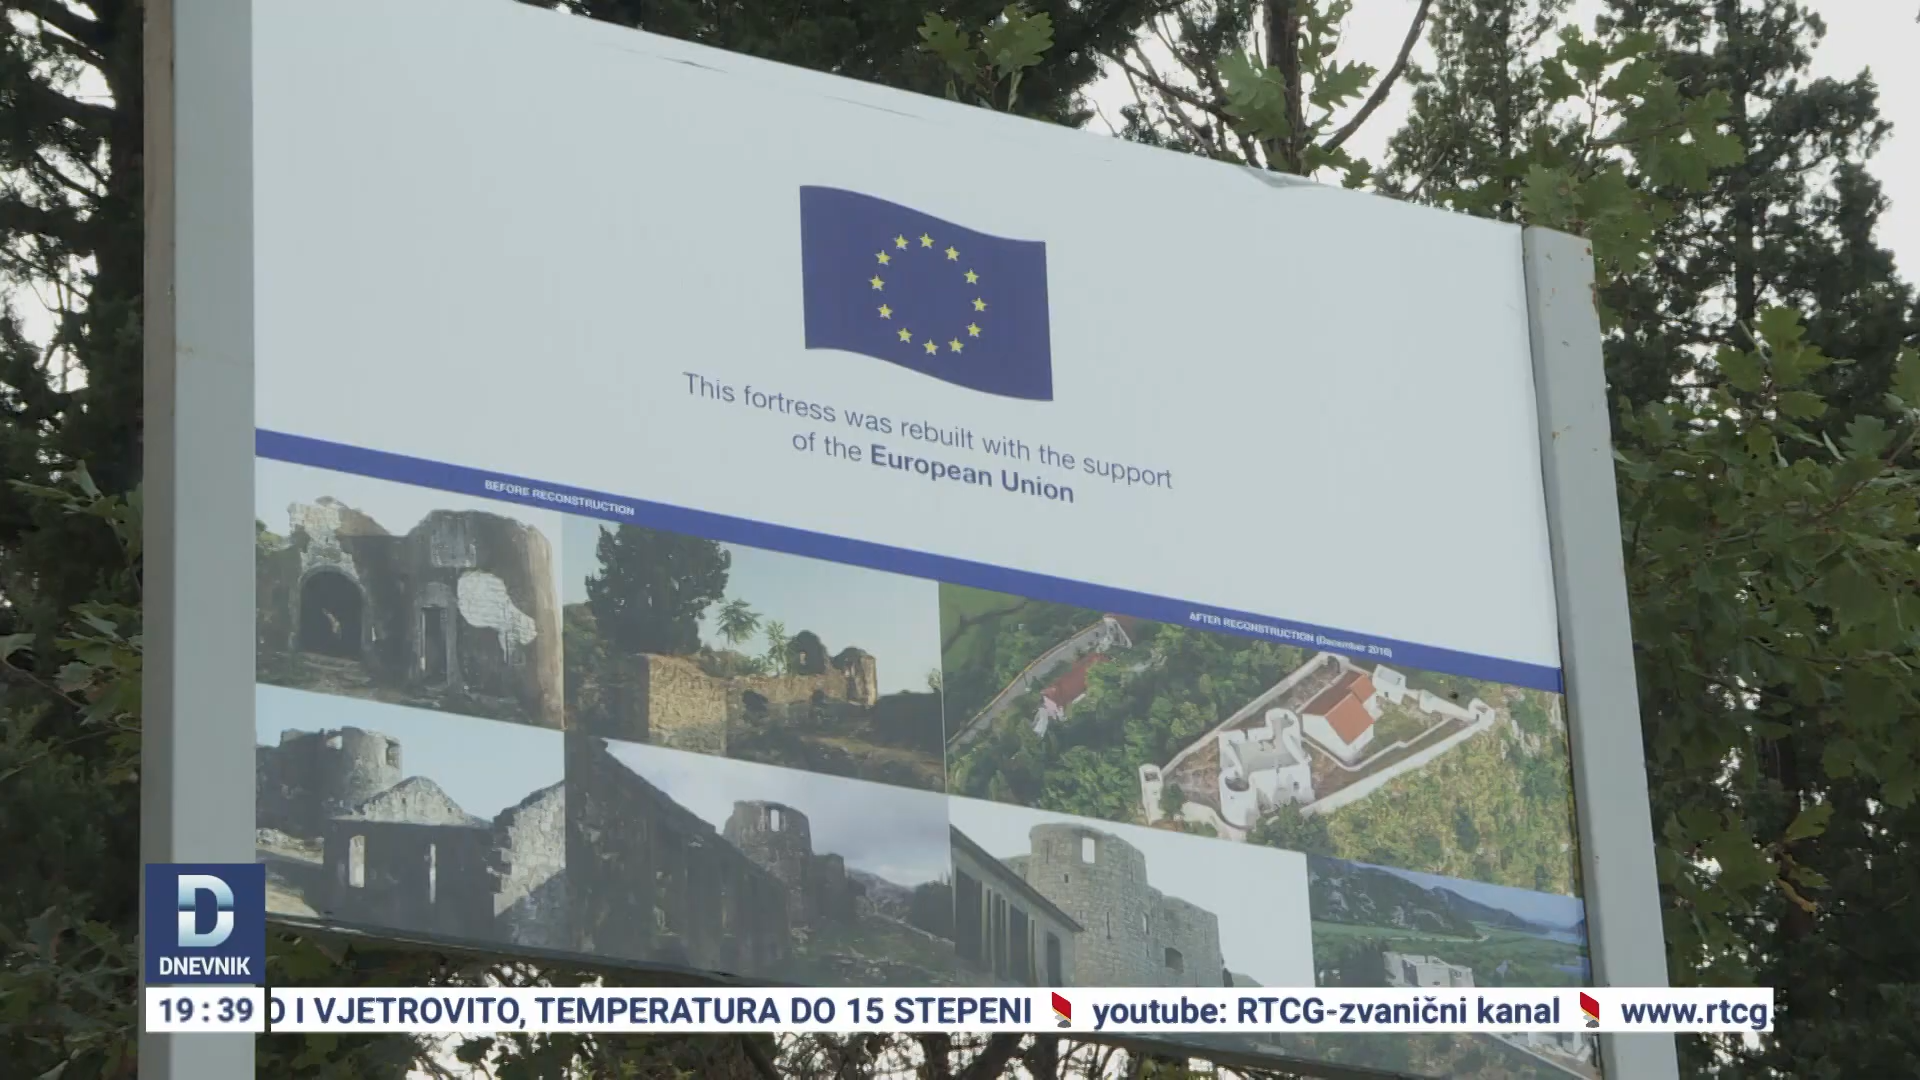 This fortress was rebuilt with the support
of the European Union
BEFORE RECONSTRUCTION
AFTER RECONSTRUCTION (December 2016)
D
DNEVNIK
19:39 O I VJETROVITO, TEMPERATURA DO 15 STEPENI youtube: RTCG-zvanični kanal www.rtcg.